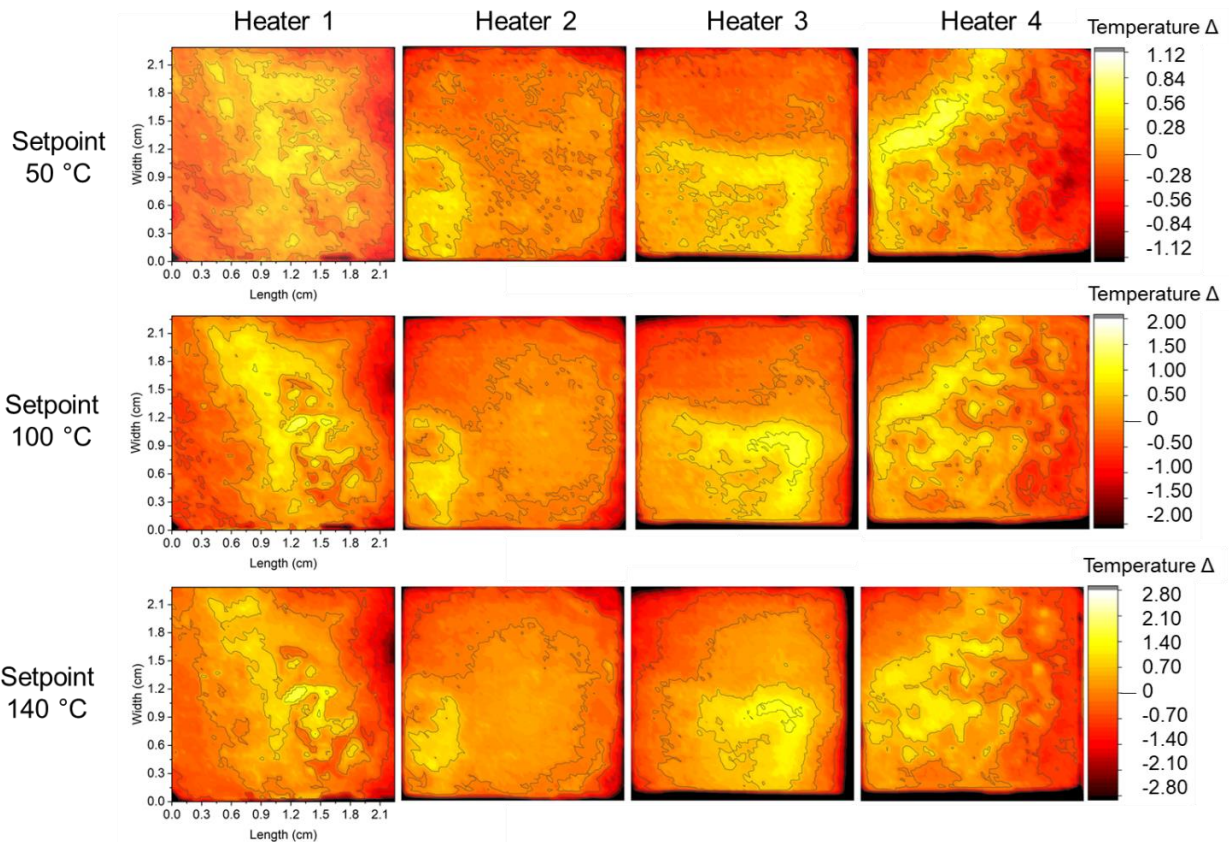 Heater 1
Heater 2
Heater 3
Heater 4
Temperature Δ
Setpoint
50 °C
Width (cm)
2.1
1.8
1.5
1.2
0.9
0.6
0.3
0.0
0.0 0.3 0.6 0.9 1.2 1.5 1.8 2.1
Length (cm)
1.12
0.84
0.56
0.28
0
-0.28
-0.56
-0.84
-1.12
Temperature Δ
Setpoint
100 °C
Width (cm)
2.1
1.8
1.5
1.2
0.9
0.6
0.3
0.0
0.0 0.3 0.6 0.9 1.2 1.5 1.8 2.1
Length (cm)
2.00
1.50
1.00
0.50
0
-0.50
-1.00
-1.50
-2.00
Temperature Δ
Setpoint
140 °C
Width (cm)
2.1
1.8
1.5
1.2
0.9
0.6
0.3
0.0
0.0 0.3 0.6 0.9 1.2 1.5 1.8 2.1
Length (cm)
2.80
2.10
1.40
0.70
0
-0.70
-1.40
-2.10
-2.80